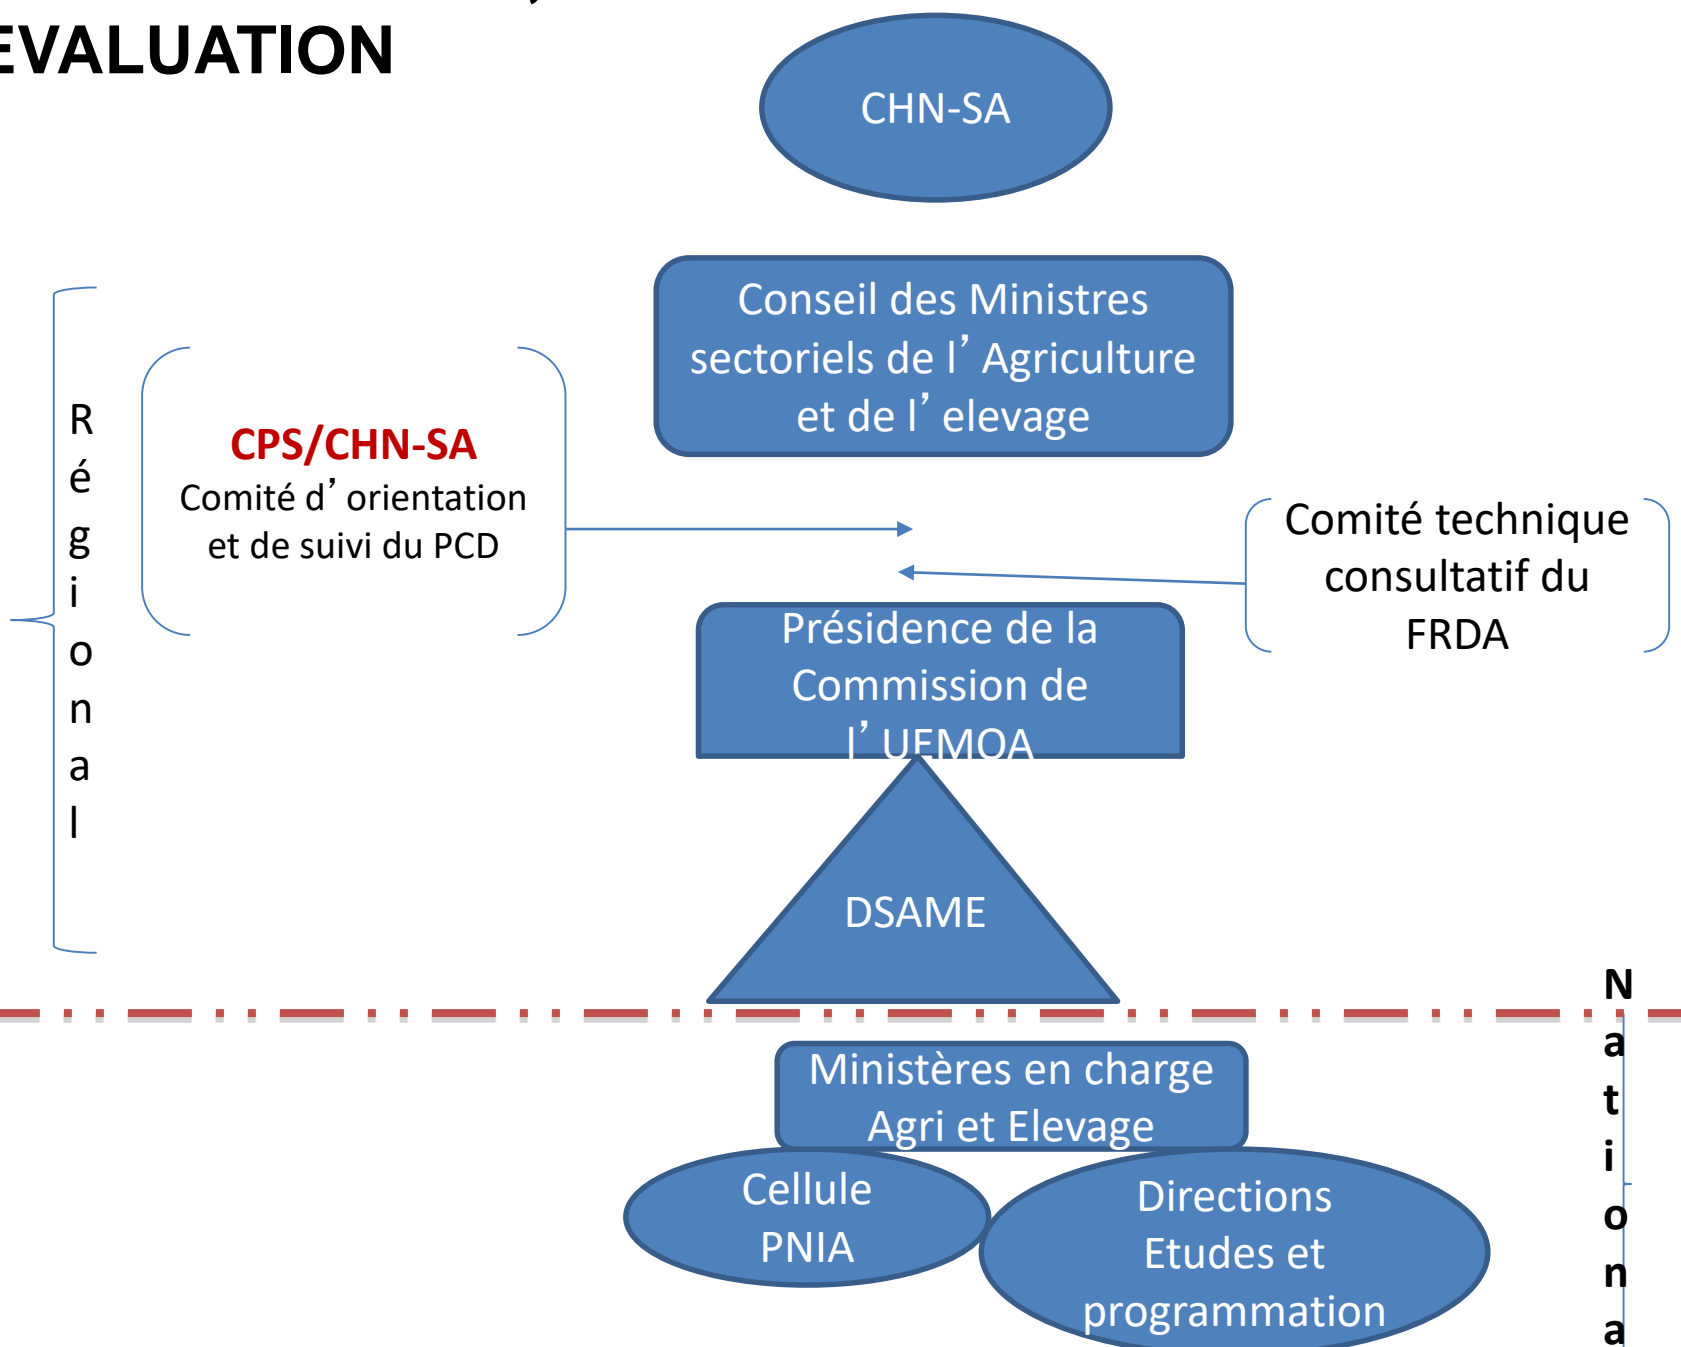 EVALUATION
CHN-SA
Conseil des Ministres
sectoriels de l’ Agriculture
et de l’ elevage
Régional
CPS/CHN-SA
Comité d’ orientation
et de suivi du PCD
Comité technique
consultatif du
FRDA
Présidence de la
Commission de
l’ UEMOA
DSAME
Nationa
Ministères en charge
Agri et Elevage
Cellule
PNIA
Directions
Etudes et
programmation